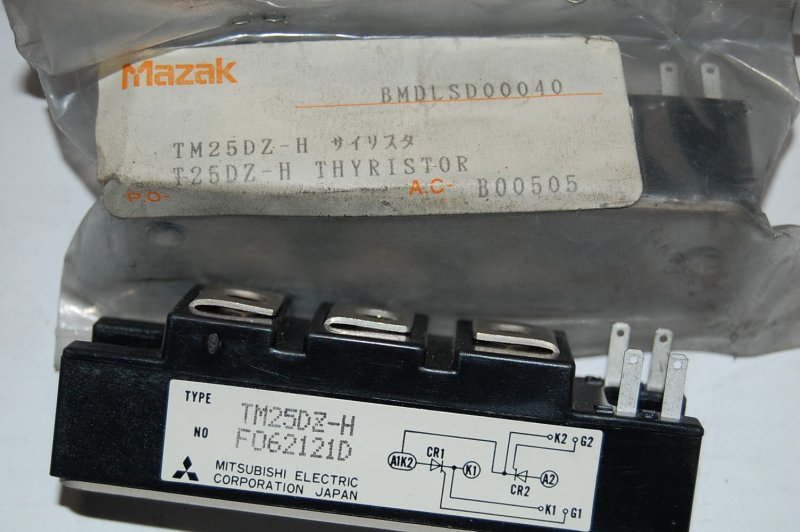 Mazak
BMDLSD00040
TM25DZ-H サイリスタ
T25DZ-H THYRISTOR
P.O- A.C- B00505
TYPE TM25DZ-H
NO F062121D
MITSUBISHI ELECTRIC
CORPORATION JAPAN
K2 G2
CR1
A1K2 K1 A2
CR2
K1 G1